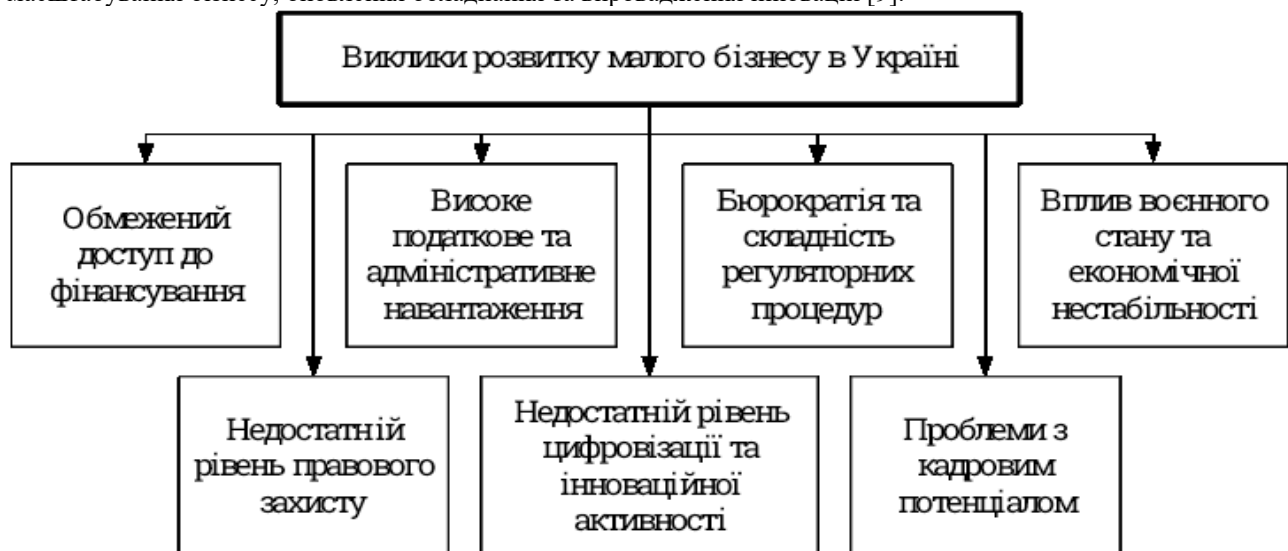 Виклики розвитку малого бізнесу в Україні
Обмежений
доступ до
фінансування
Високе
податкове та
адміністративне
навантаження
Бюрократія та
складність
регуляторних
процедур
Вплив воєнного
стану та
економічної
нестабільності
Недостатній
рівень правового
захисту
Недостатній рівень
цифровізації та
інноваційної
активності
Проблеми з
кадровим
потенціалом